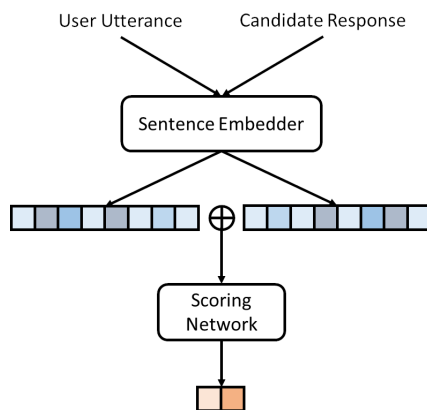 User Utterance
Candidate Response
Sentence Embedder
Scoring
Network